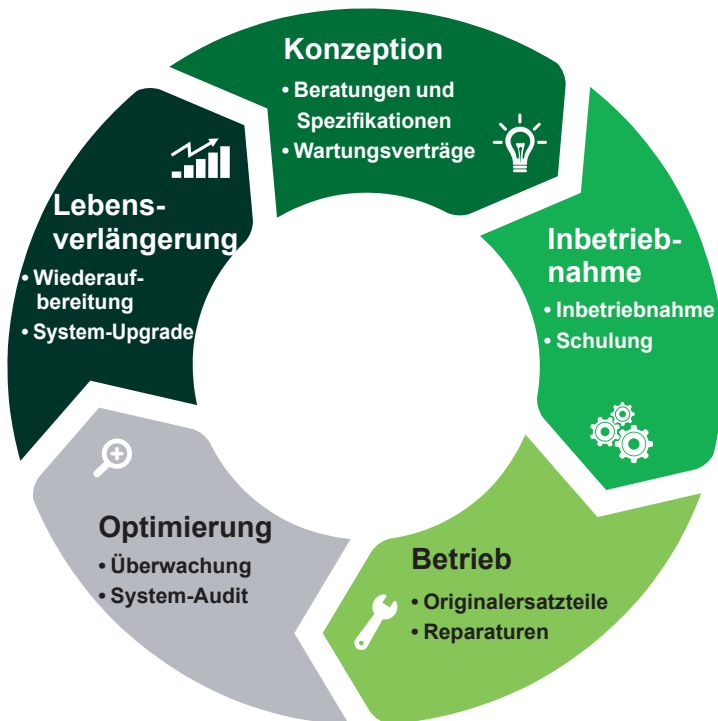 Konzeption
• Beratungen und
Spezifikationen
• Wartungsverträge
Inbetrieb-
nahme
• Inbetriebnahme
• Schulung
Betrieb
• Originalersatzteile
• Reparaturen
Optimierung
• Überwachung
• System-Audit
Lebens-
verlängerung
• Wiederauf-
bereitung
• System-Upgrade